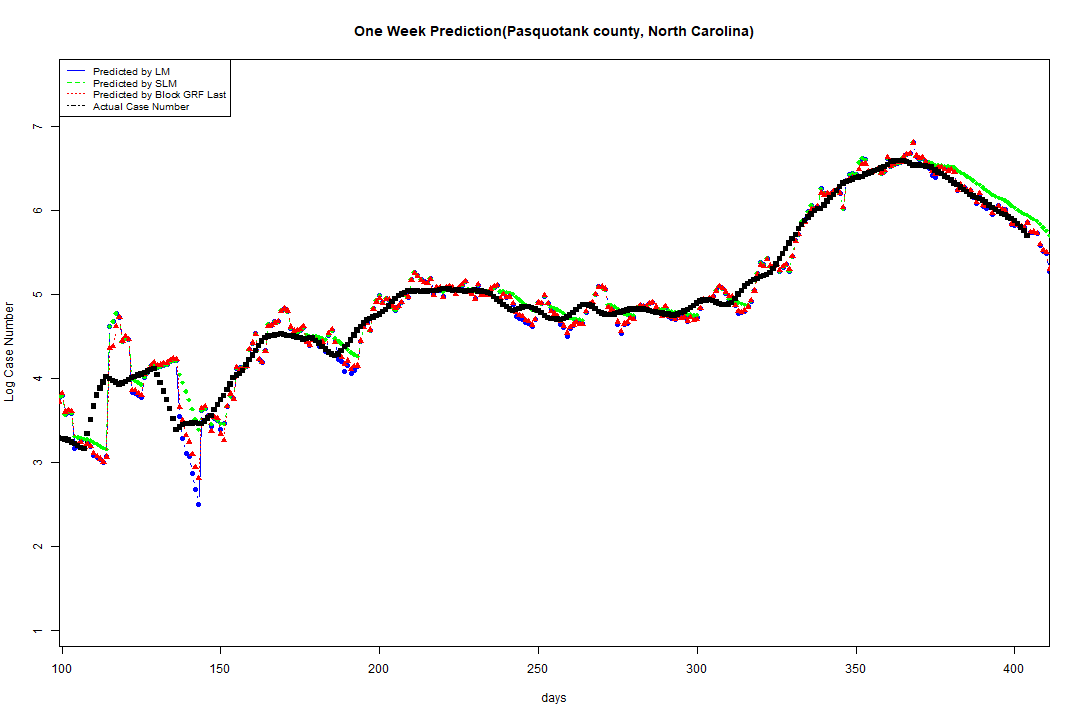 One Week Prediction(Pasquotank county, North Carolina)
Predicted by LM
Predicted by SLM
Predicted by Block GRF Last
Actual Case Number
7
6
5
4
3
2
1
Log Case Number
100 150 200 250 300 350 400
days